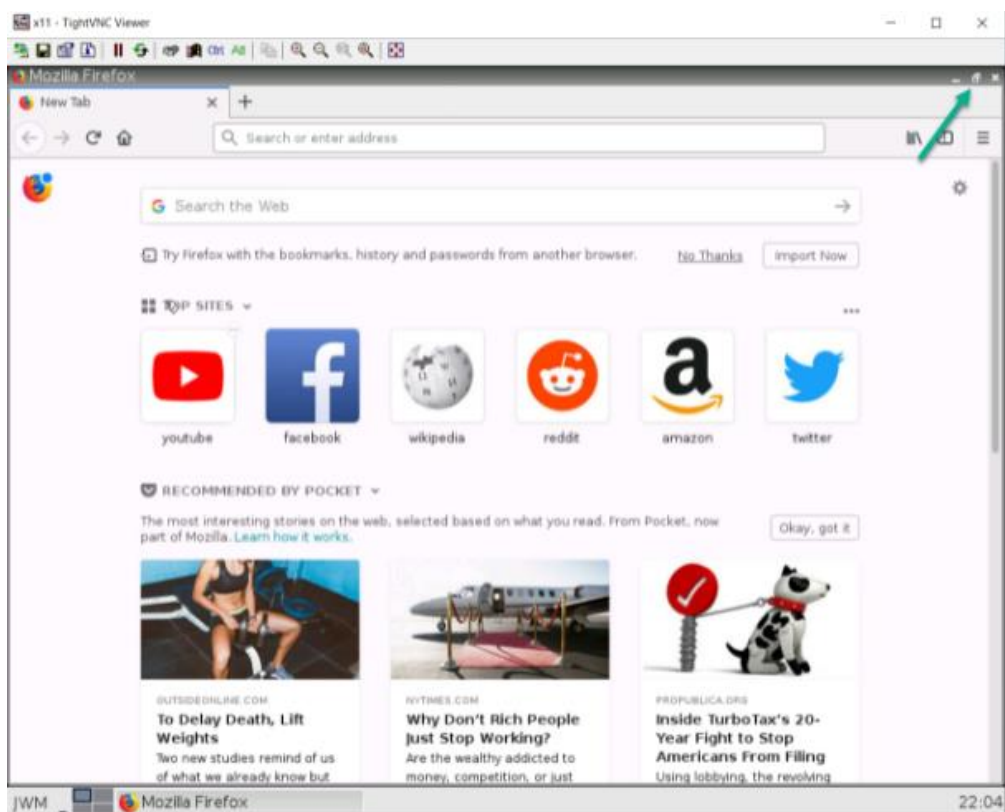 x11 - TightVNC Viewer
Ctrl Alt
Mozilla Firefox
New Tab
Search or enter address
Search the Web
Try Firefox with the bookmarks, history and passwords from another browser.
No Thanks
Import Now
TOP SITES
youtube
facebook
wikipedia
reddit
amazon
twitter
RECOMMENDED BY POCKET
The most interesting stories on the web, selected based on what you read. From Pocket, now
part of Mozilla. Learn how it works.
Okay, got it
OUTSIDEONLINE.COM
To Delay Death, Lift
Weights
Two new studies remind of us
of what we already know but
NYTIMES.COM
Why Don't Rich People
Just Stop Working?
Are the wealthy addicted to
money, competition, or just
PROPUBLICA.ORG
Inside TurboTax's 20-
Year Fight to Stop
Americans From Filing
Using lobbying, the revolving
JWM
Mozilla Firefox
22:04